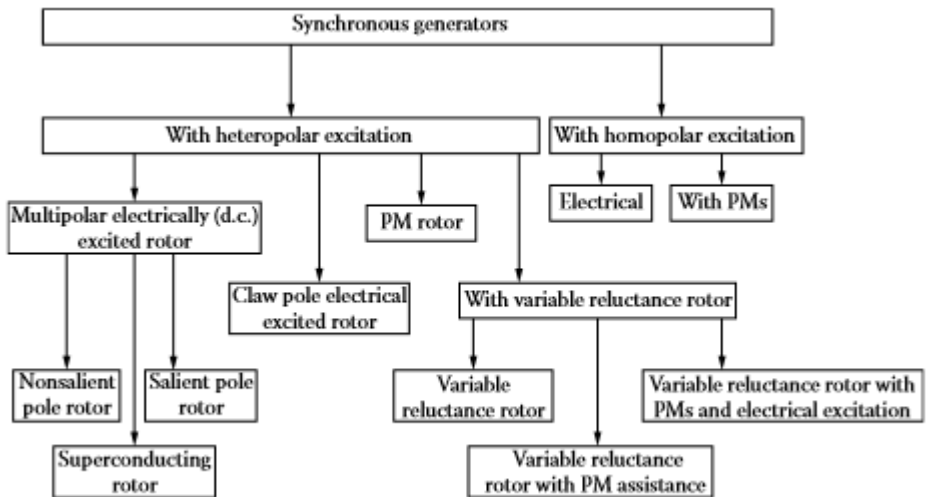 Synchronous generators
With heteropolar excitation
With homopolar excitation
Electrical
With PMs
Multipolar electrically (d.c.)
excited rotor
PM rotor
Claw pole electrical
excited rotor
With variable reluctance rotor
Nonsalient
pole rotor
Salient pole
rotor
Variable
reluctance rotor
Variable reluctance rotor with
PMs and electrical excitation
Superconducting
rotor
Variable reluctance
rotor with PM assistance